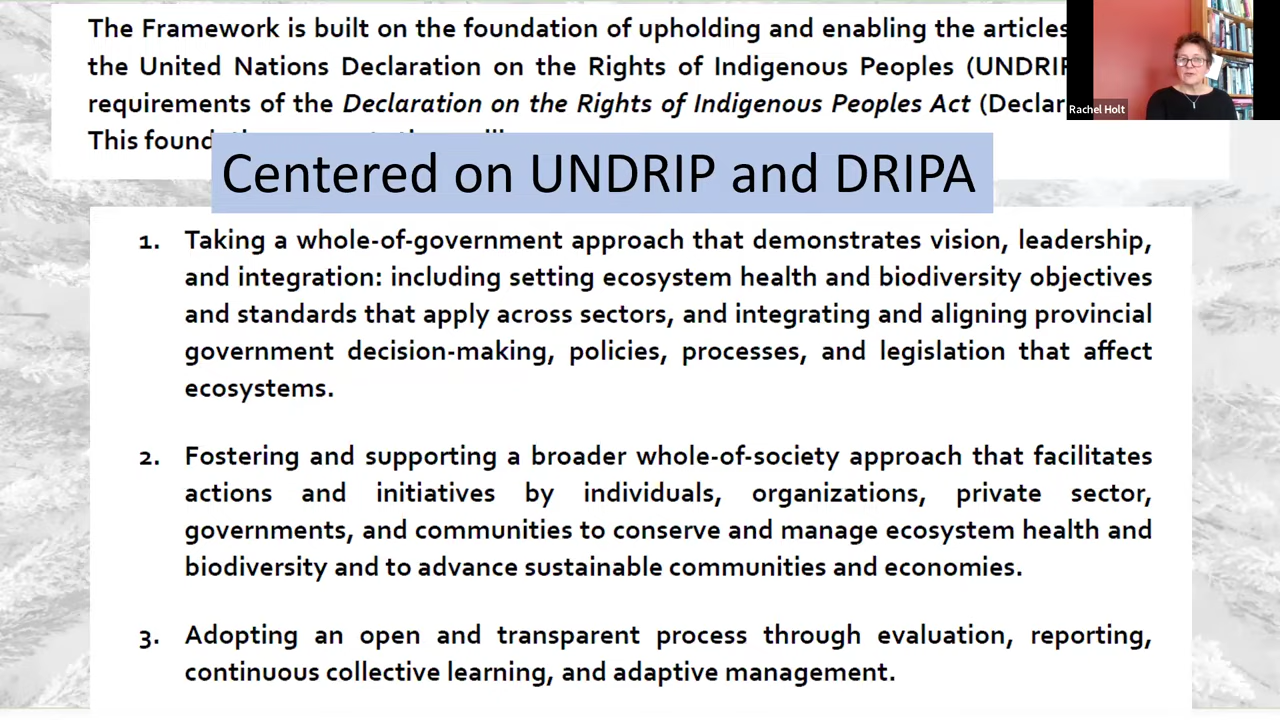 The Framework is built on the foundation of upholding and enabling the articles
the United Nations Declaration on the Rights of Indigenous Peoples (UNDRIP
requirements of the Declaration on the Rights of Indigenous Peoples Act (Declar
This found
Rachel Holt
Centered on UNDRIP and DRIPA
1. Taking a whole-of-government approach that demonstrates vision, leadership,
and integration: including setting ecosystem health and biodiversity objectives
and standards that apply across sectors, and integrating and aligning provincial
government decision-making, policies, processes, and legislation that affect
ecosystems.
2. Fostering and supporting a broader whole-of-society approach that facilitates
actions and initiatives by individuals, organizations, private sector,
governments, and communities to conserve and manage ecosystem health and
biodiversity and to advance sustainable communities and economies.
3. Adopting an open and transparent process through evaluation, reporting,
continuous collective learning, and adaptive management.